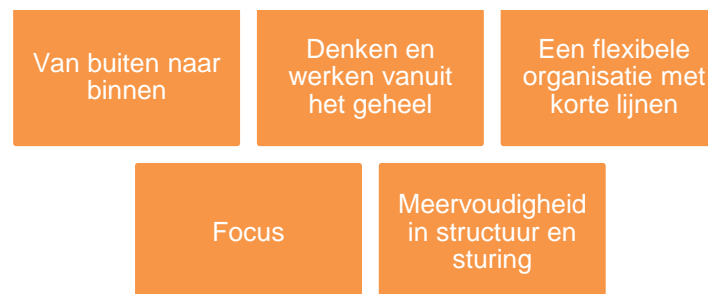 Van buiten naar
binnen
Denken en
werken vanuit
het geheel
Een flexibele
organisatie met
korte lijnen
Focus
Meervoudigheid
in structuur en
sturing